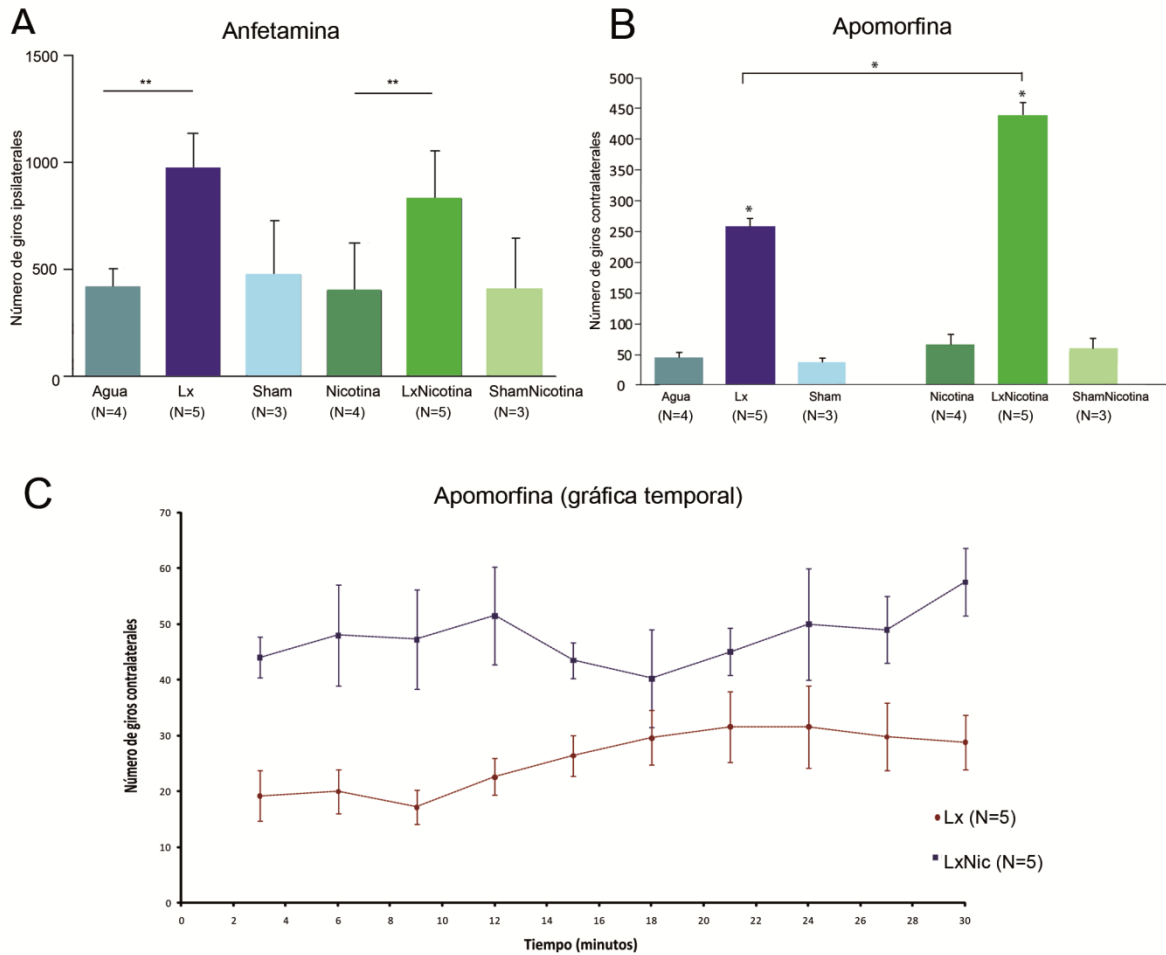 A
Anfetamina
Número de giros ipsilaterales
1500
1000
500
0
**
**
Agua
(N=4)
Lx
(N=5)
Sham
(N=3)
Nicotina
(N=4)
LxNicotina
(N=5)
ShamNicotina
(N=3)
B
Apomorfina
Número de giros contralaterales
500
450
400
350
300
250
200
150
100
50
0
*
*
*
Agua
(N=4)
Lx
(N=5)
Sham
(N=3)
Nicotina
(N=4)
LxNicotina
(N=5)
ShamNicotina
(N=3)
C
Apomorfina (gráfica temporal)
Número de giros contralaterales
70
60
50
40
30
20
10
0
0 2 4 6 8 10 12 14 16 18 20 22 24 26 28 30
Tiempo (minutos)
Lx (N=5)
LxNic (N=5)